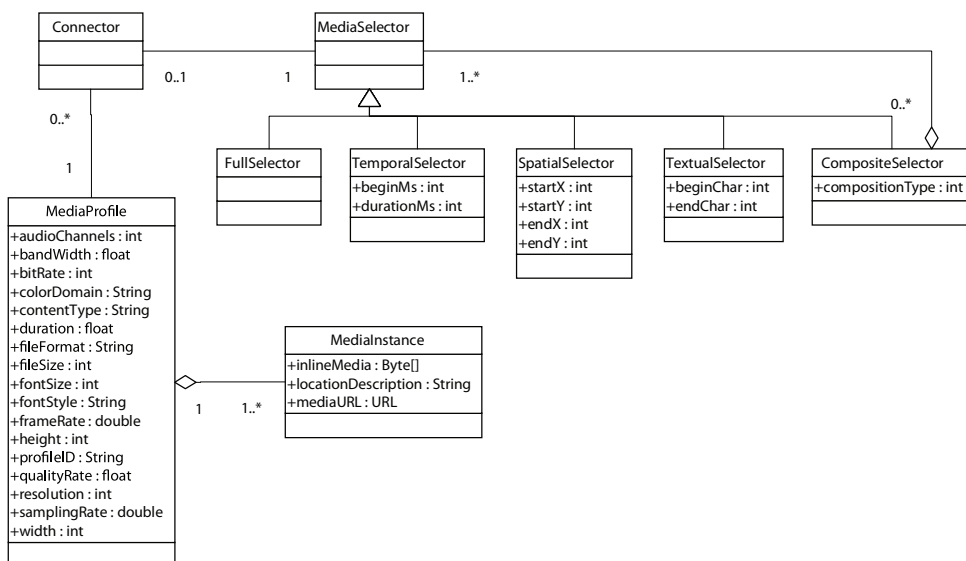 Connector
MediaSelector
0..1
1
1..*
0..*
0..*
1
FullSelector
TemporalSelector
+beginMs : int
+durationMs : int
SpatialSelector
+startX : int
+startY : int
+endX : int
+endY : int
TextualSelector
+beginChar : int
+endChar : int
CompositeSelector
+compositionType : int
MediaProfile
+audioChannels : int
+bandWidth : float
+bitRate : int
+colorDomain : String
+contentType : String
+duration : float
+fileFormat : String
+fileSize : int
+fontSize : int
+fontStyle : String
+frameRate : double
+height : int
+profileID : String
+qualityRate : float
+resolution : int
+samplingRate : double
+width : int
1
1..*
MediaInstance
+inlineMedia : Byte[]
+locationDescription : String
+mediaURL : URL